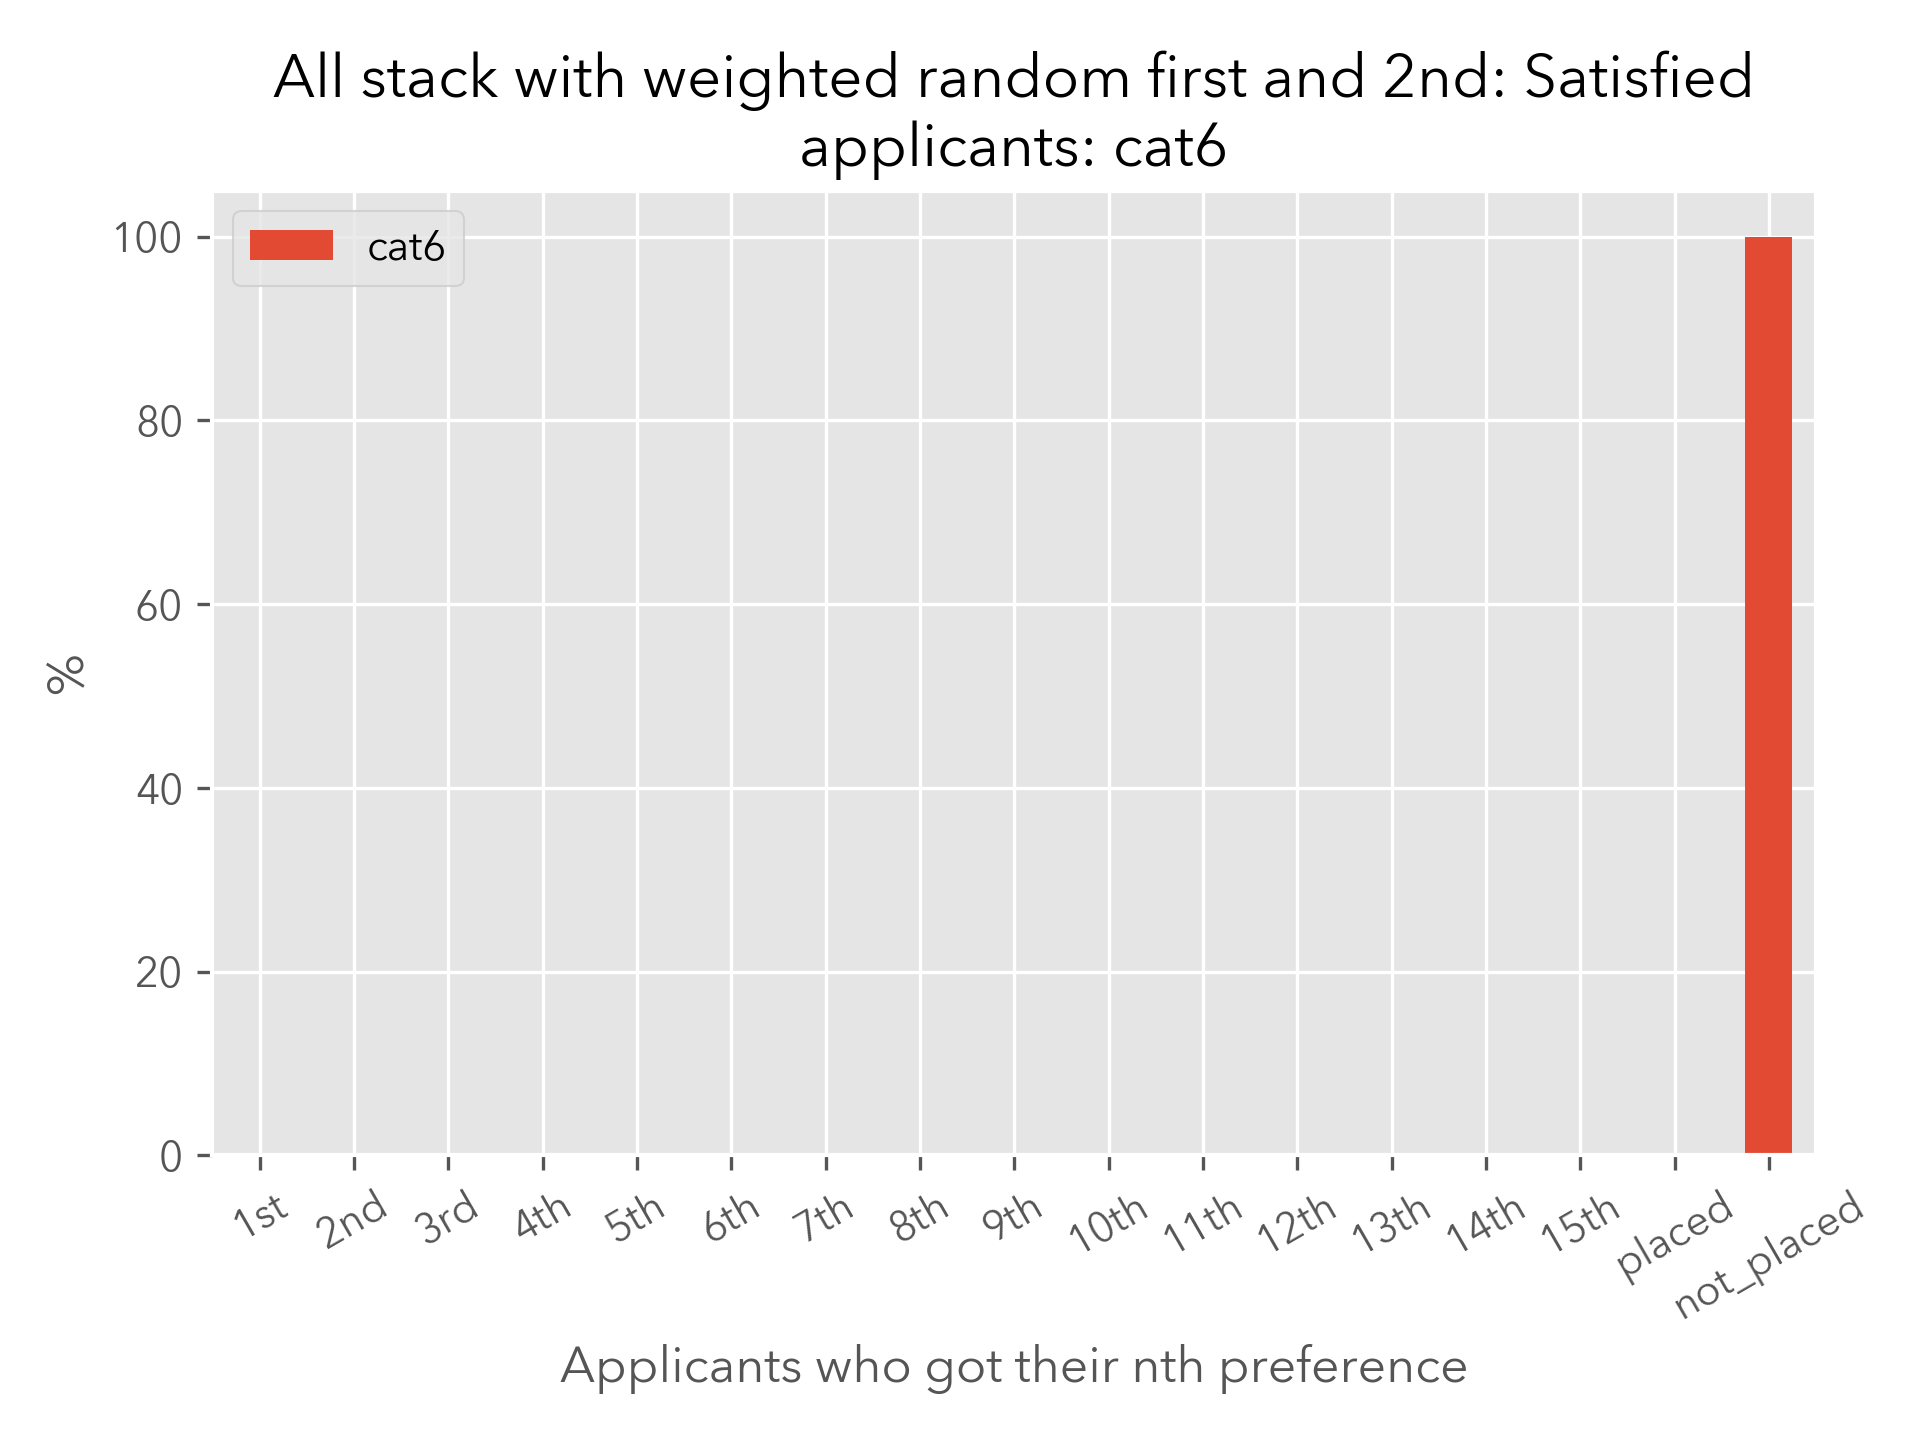 All stack with weighted random first and 2nd: Satisfied
applicants: cat6
cat6
100
80
60
40
20
0
%
1st 2nd 3rd 4th 5th 6th 7th 8th 9th 10th 11th 12th 13th 14th 15th placed not_placed
Applicants who got their nth preference